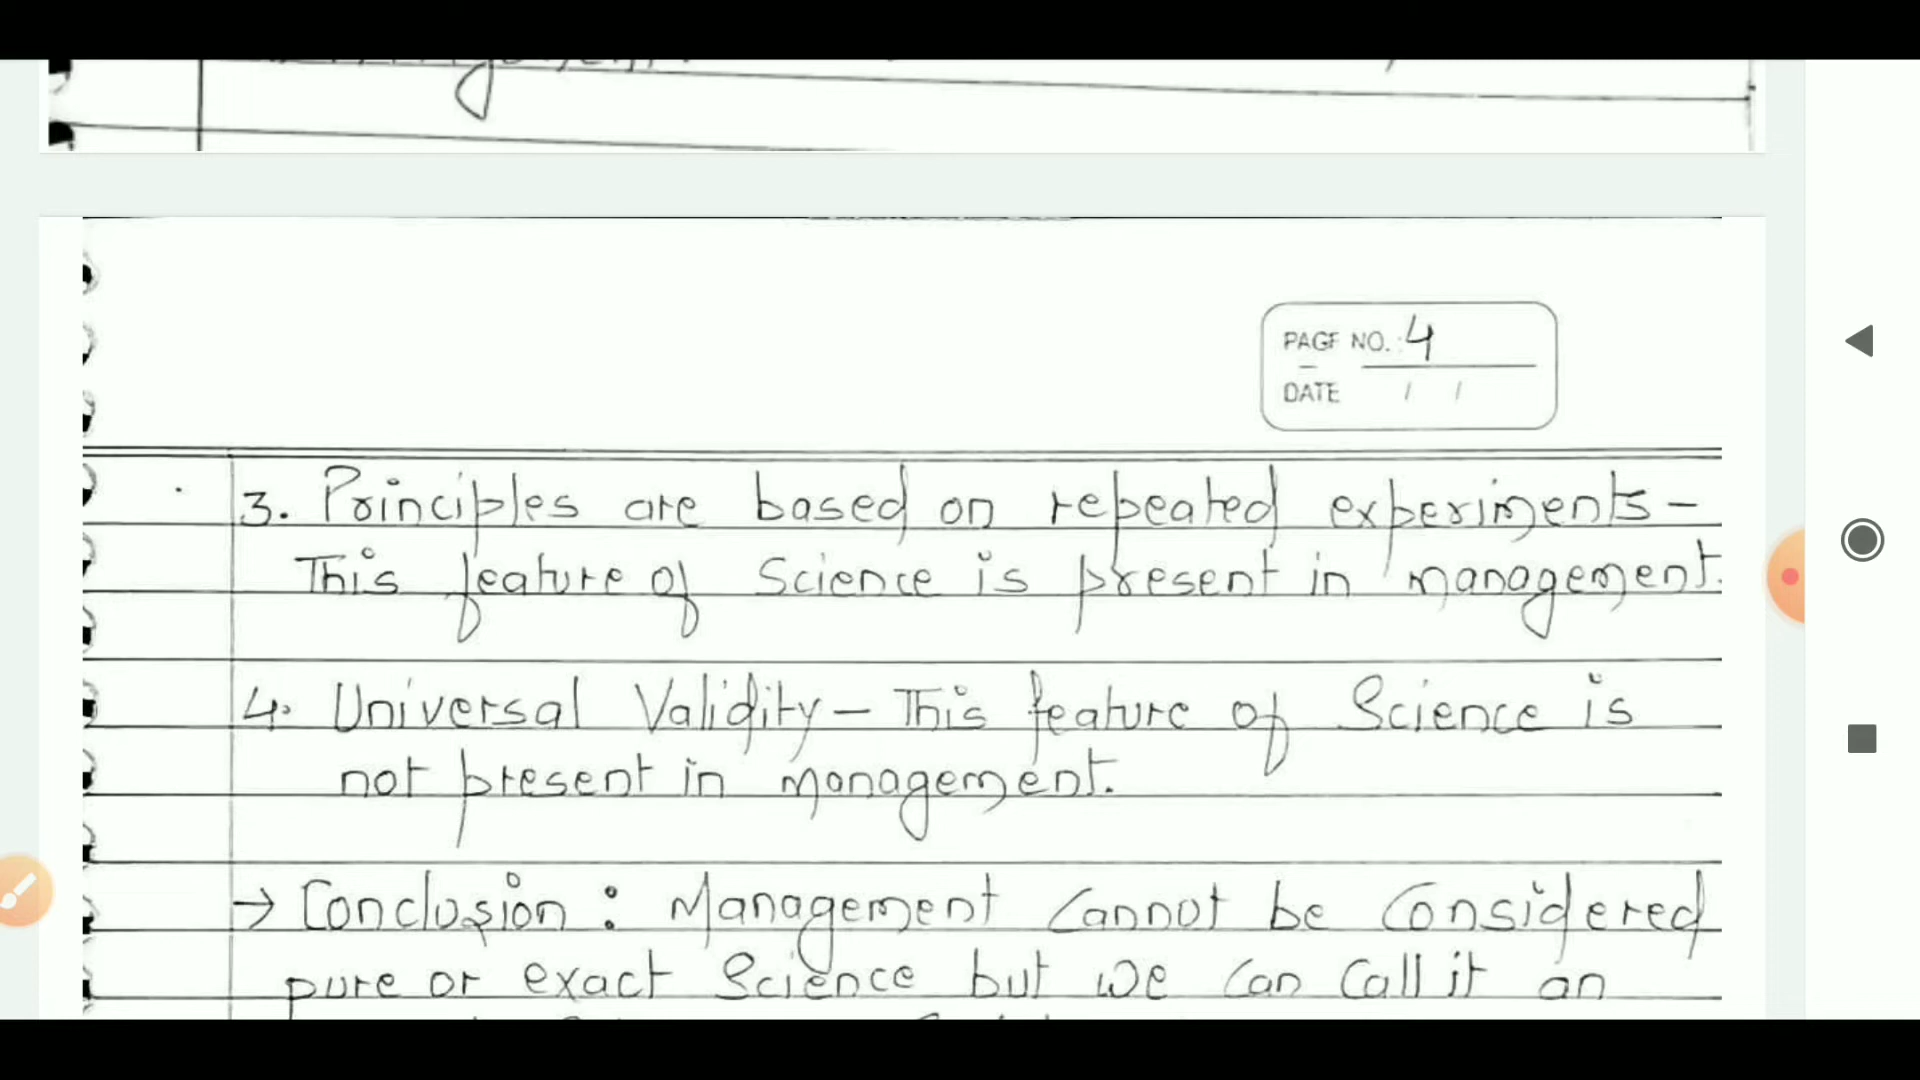 PAGE NO.: 4
DATE / /
3. Principles are based on repeated experiments -
This feature of Science is present in management.
4. Universal Validity - This feature of Science is
not present in management.
→ Conclusion : Management Cannot be Considered
pure or exact Science but we Can Call it an